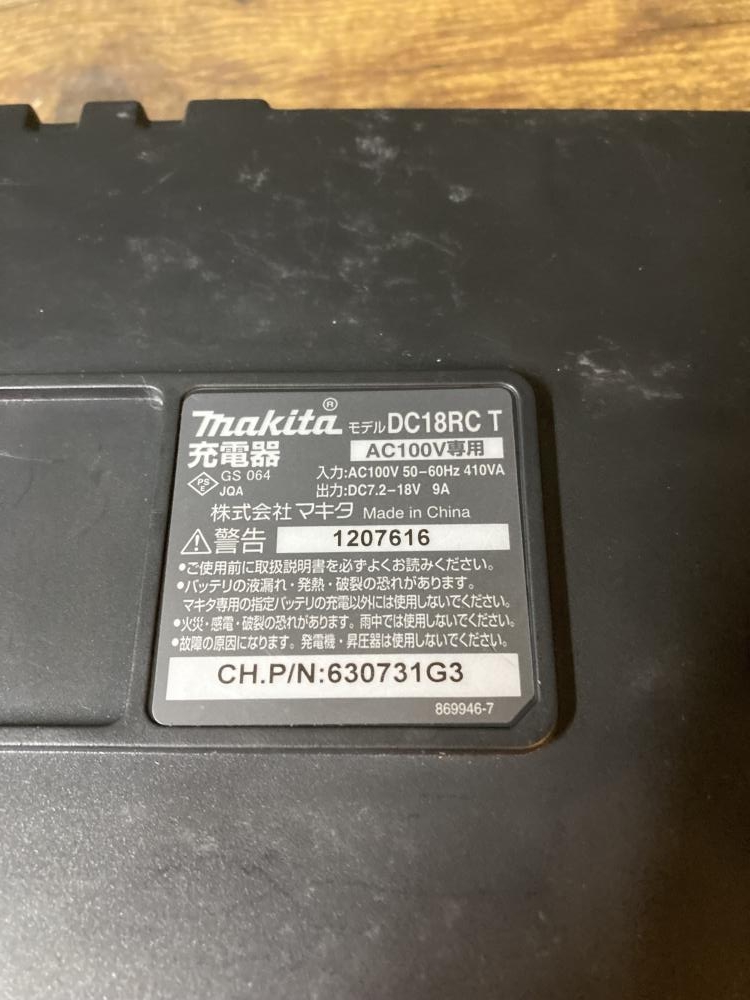 makita® モデル DC18RC T
充電器 AC100V専用
GS 064 入力:AC100V 50-60Hz 410VA
PS E JQA 出力:DC7.2-18V 9A
株式会社 マキタ Made in China
警告 1207616
•ご使用前に取扱説明書を必ずよくお読みください。
•バッテリの液漏れ・発熱・破裂の恐れがあります。
マキタ専用の指定バッテリの充電以外には使用しないでください。
•火災・感電・破裂の恐れがあります。雨中では使用しないでください。
•故障の原因になります。発電機・昇圧器は使用しないでください。
CH.P/N:630731G3
869946-7